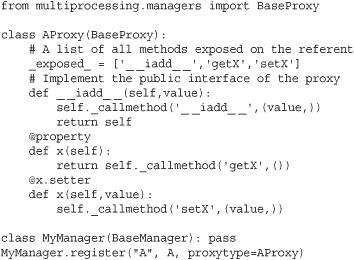 from multiprocessing.managers import BaseProxy

class AProxy(BaseProxy):
    # A list of all methods exposed on the referent
    _exposed_ = ['__iadd__','getX','setX']
    # Implement the public interface of the proxy
    def __iadd__(self,value):
        self._callmethod('__iadd__',(value,))
        return self
    @property
    def x(self):
        return self._callmethod('getX',())
    @x.setter
    def x(self,value):
        self._callmethod('setX',(value,))

class MyManager(BaseManager): pass
MyManager.register("A", A, proxytype=AProxy)